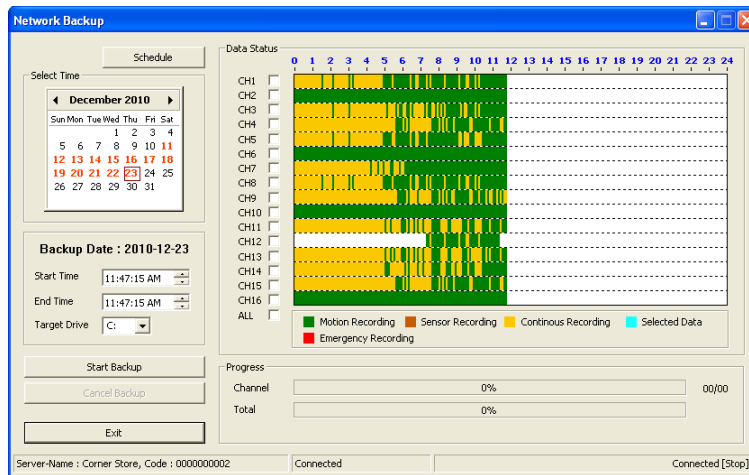 Network Backup
Schedule
Select Time
December 2010
Sun Mon Tue Wed Thu Fri Sat
1 2 3 4
5 6 7 8 9 10 11
12 13 14 15 16 17 18
19 20 21 22 23 24 25
26 27 28 29 30 31
Backup Date : 2010-12-23
Start Time 11:47:15 AM
End Time 11:47:15 AM
Target Drive C:
Start Backup
Cancel Backup
Exit
Data Status
0 1 2 3 4 5 6 7 8 9 10 11 12 13 14 15 16 17 18 19 20 21 22 23 24
CH1
CH2
CH3
CH4
CH5
CH6
CH7
CH8
CH9
CH10
CH11
CH12
CH13
CH14
CH15
CH16
ALL
Motion Recording Sensor Recording Continous Recording Selected Data
Emergency Recording
Progress
Channel 0% 00/00
Total 0%
Server-Name : Corner Store, Code : 0000000002 Connected Connected [Stop]